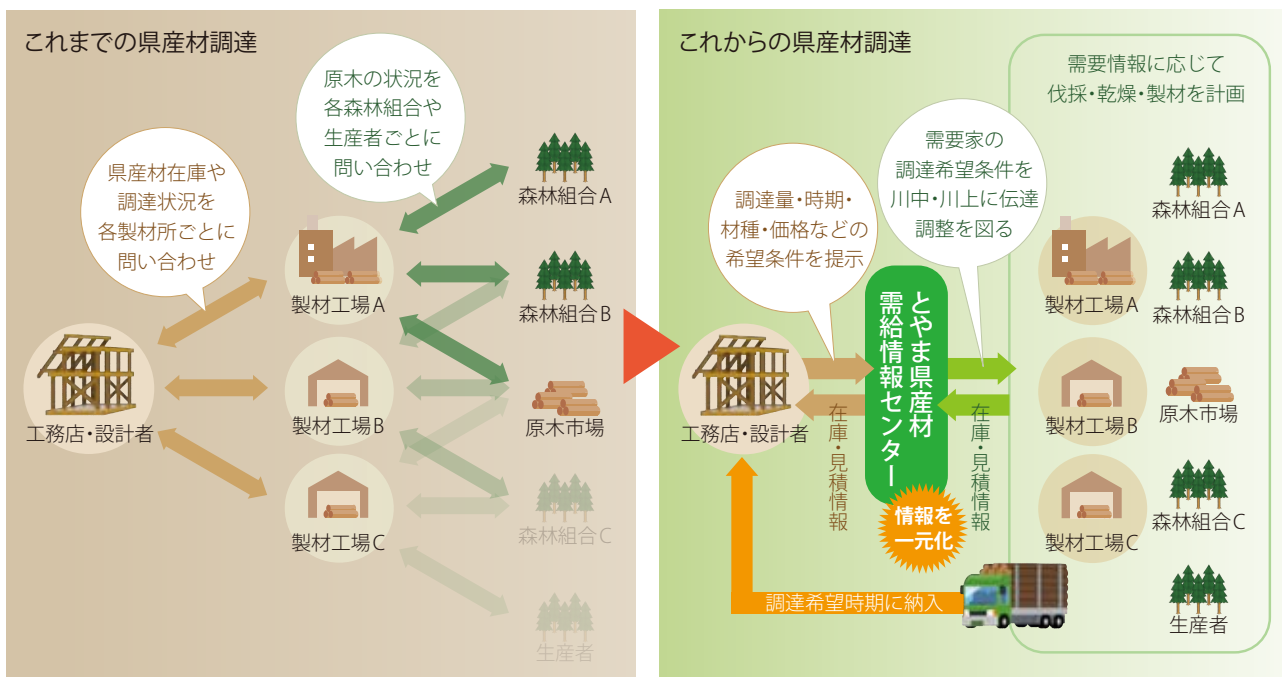 これまでの県産材調達
原木の状況を
各森林組合や
生産者ごとに
問い合わせ
県産材在庫や
調達状況を
各製材所ごとに
問い合わせ
工務店・設計者
製材工場A
製材工場B
製材工場C
森林組合A
森林組合B
原木市場
森林組合C
生産者
これからの県産材調達
需要情報に応じて
伐採・乾燥・製材を計画
調達量・時期・
材種・価格などの
希望条件を提示
需要家の
調達希望条件を
川中・川上に伝達
調整を図る
工務店・設計者
とやま県産材
需給情報センター
情報を
一元化
在庫・見積情報
在庫・見積情報
製材工場A
製材工場B
製材工場C
森林組合A
森林組合B
原木市場
森林組合C
生産者
調達希望時期に納入